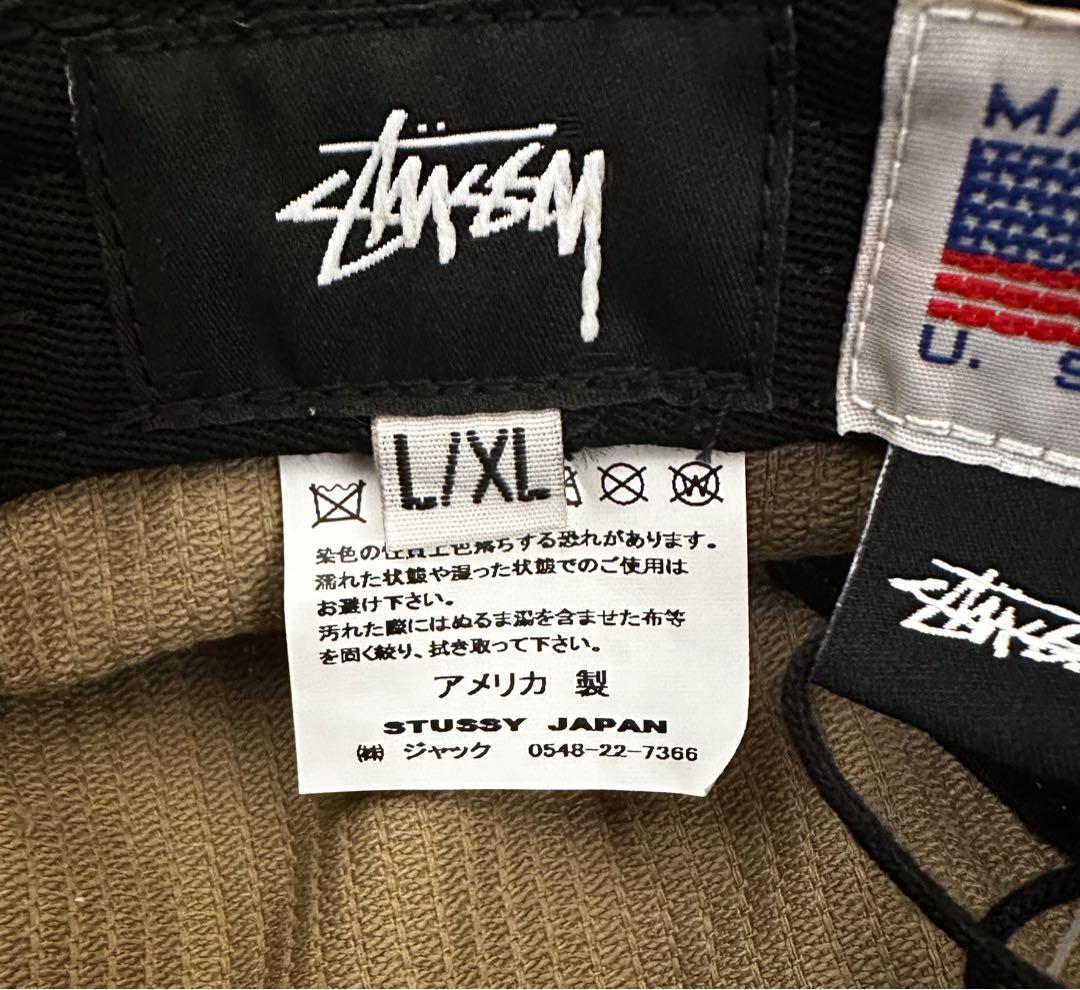 Stüssy
MA
U. S
L/XL
W
染色の性質上色落ちする恐れがあります。
濡れた状態や湿った状態でのご使用は
お避け下さい。
汚れた際にはぬるま湯を含ませた布等
を固く絞り、拭き取って下さい。
アメリカ 製
STUSSY JAPAN
㈱ ジャック 0548-22-7366
Stüssy